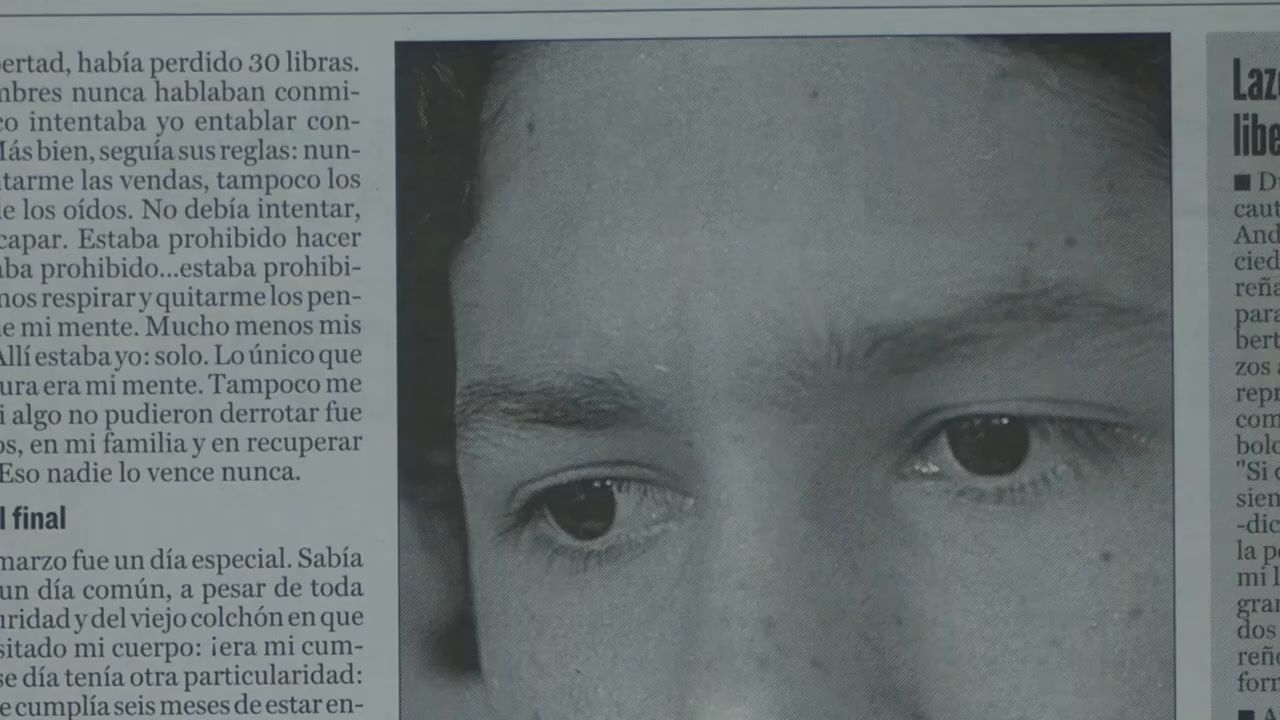 ertad, había perdido 30 libras.
mbres nunca hablaban conmi-
co intentaba yo entablar con-
Más bien, seguía sus reglas: nun-
tarme las vendas, tampoco los
e los oídos. No debía intentar,
capar. Estaba prohibido hacer
ba prohibido...estaba prohibi-
nos respirar y quitarme los pen-
e mi mente. Mucho menos mis
Allí estaba yo: solo. Lo único que
ura era mi mente. Tampoco me
i algo no pudieron derrotar fue
os, en mi familia y en recuperar
Eso nadie lo vence nunca.
l final
marzo fue un día especial. Sabía
un día común, a pesar de toda
uridad y del viejo colchón en que
sitado mi cuerpo: ¡era mi cum-
se día tenía otra particularidad:
e cumplía seis meses de estar en-
Laz
libe
■ D
caut
And
cied
reña
para
bert
zos a
repr
com
bolo
"Si c
sien
-dic
la p
mi l
gran
dos
reño
forn
■ A